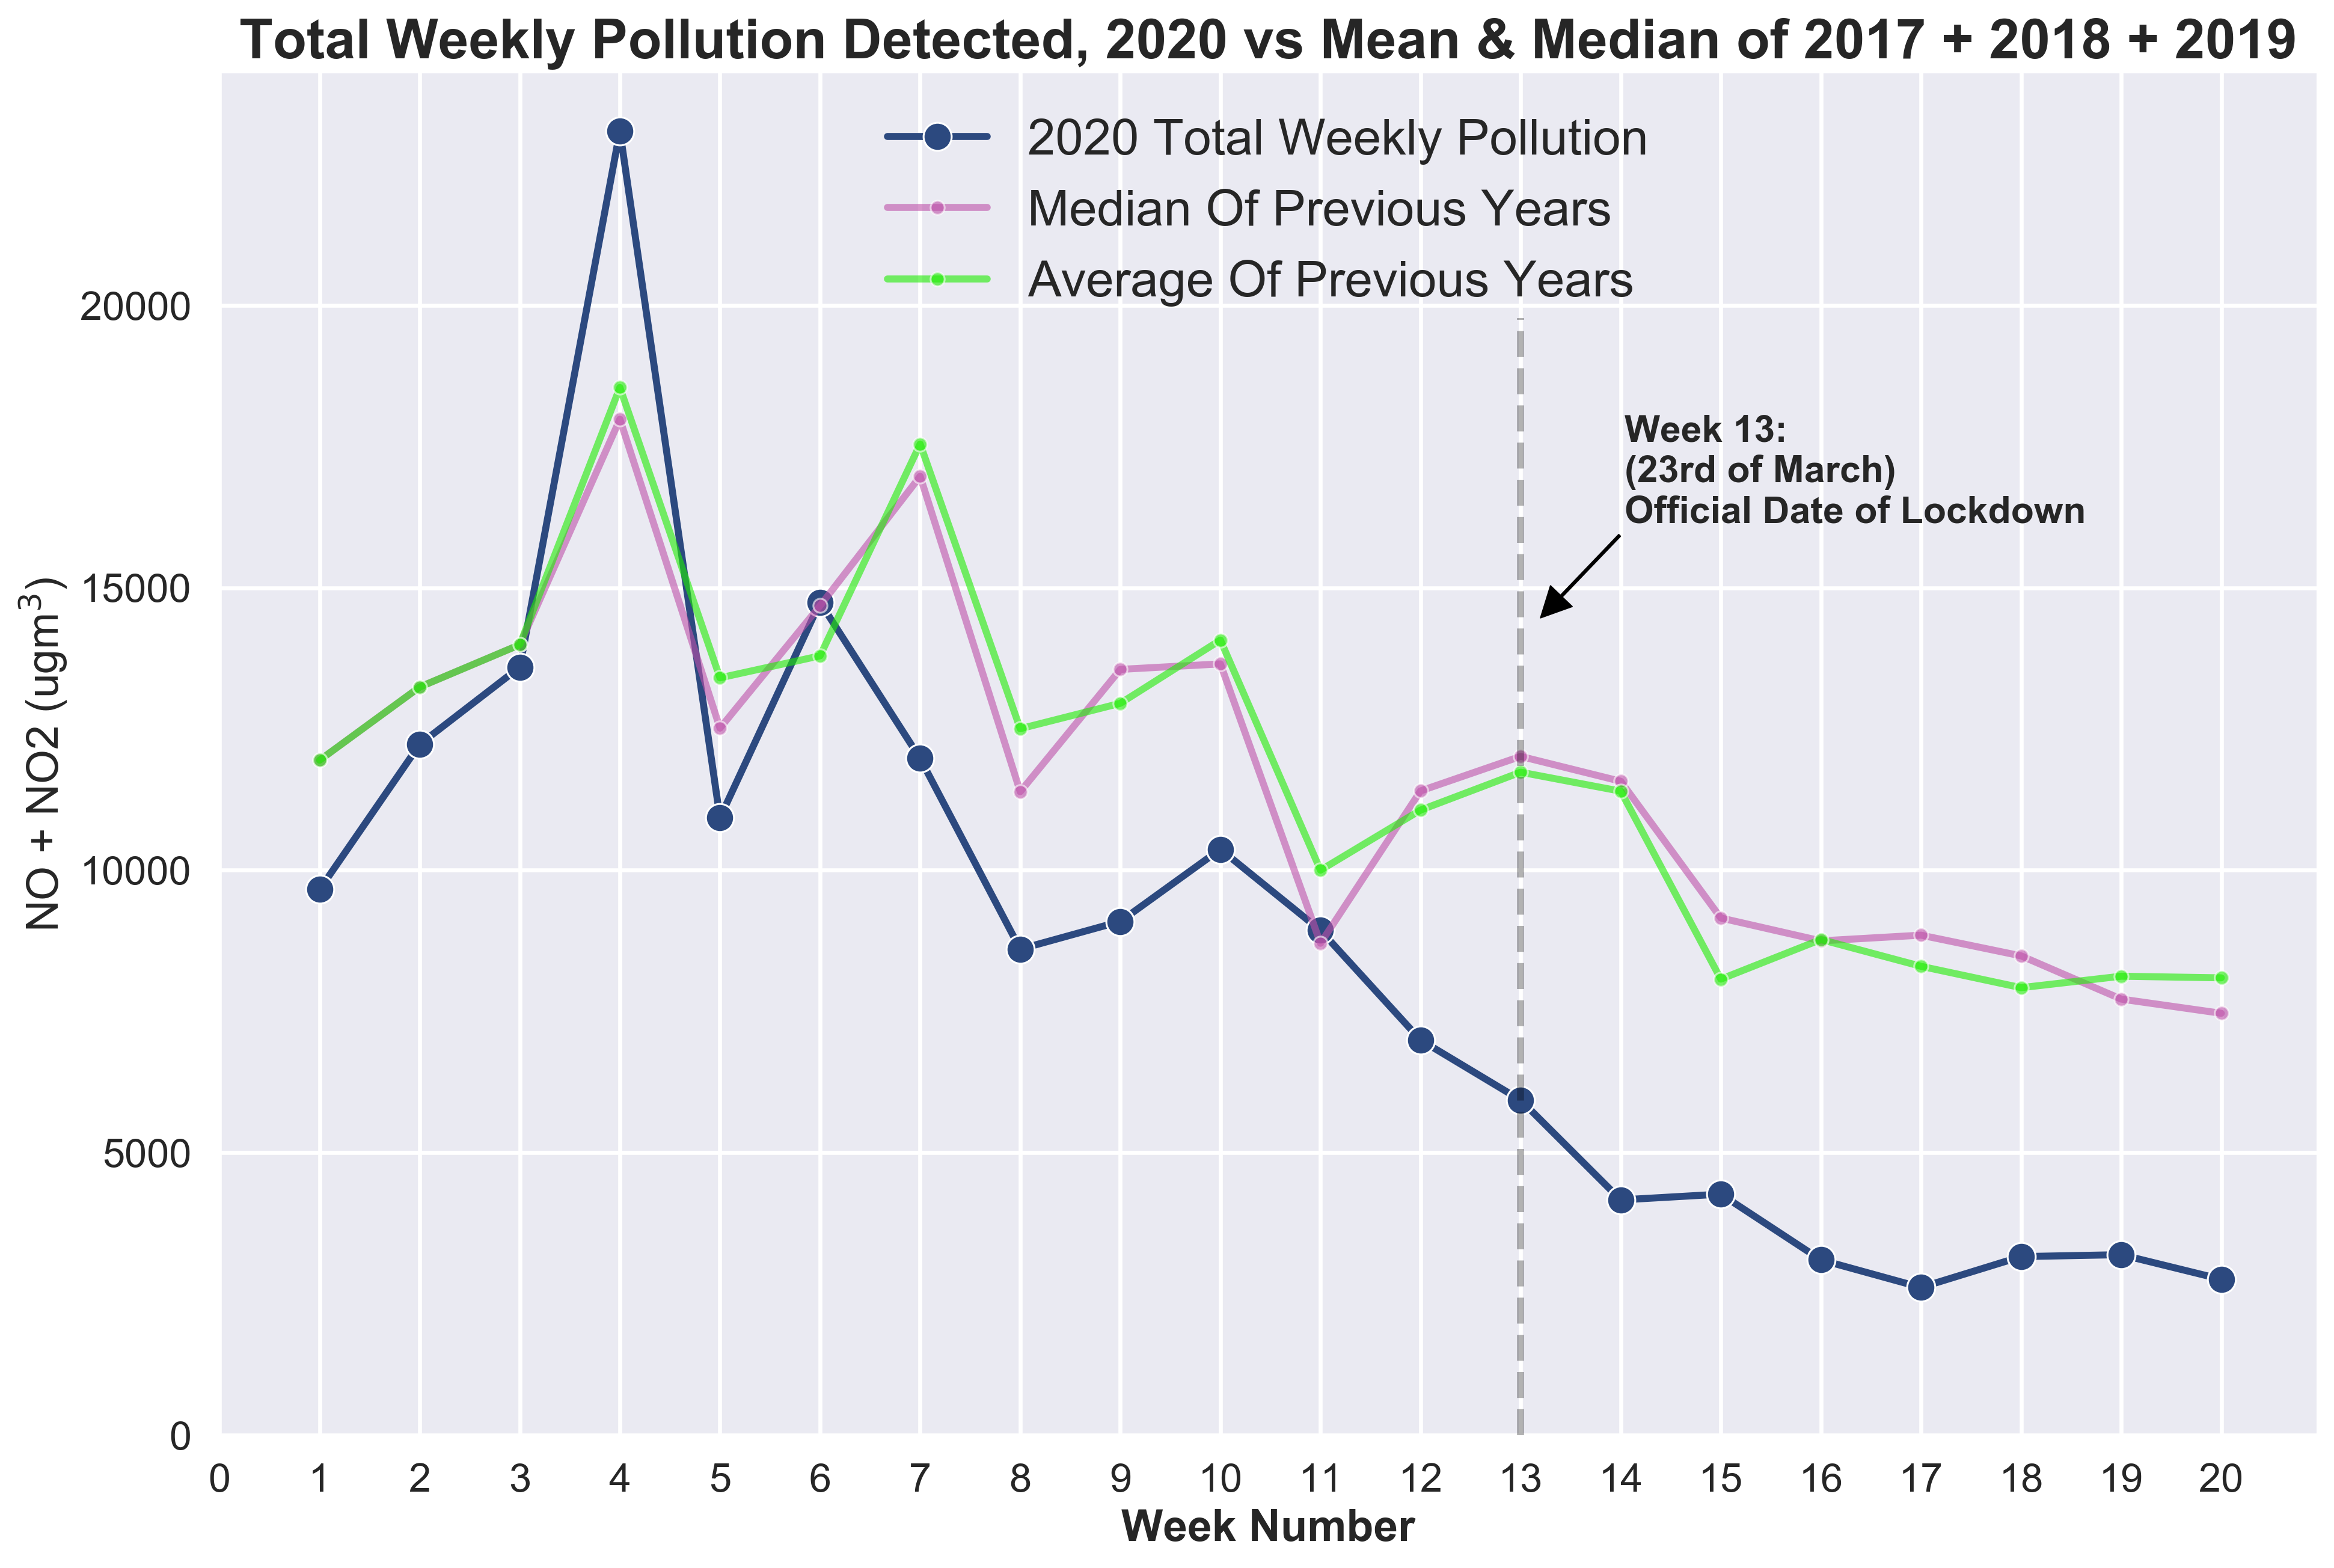 Total Weekly Pollution Detected, 2020 vs Mean & Median of 2017 + 2018 + 2019
2020 Total Weekly Pollution
Median Of Previous Years
Average Of Previous Years
Week 13:
(23rd of March)
Official Date of Lockdown
NO + NO2 (ugm³)
20000
15000
10000
5000
0
0 1 2 3 4 5 6 7 8 9 10 11 12 13 14 15 16 17 18 19 20
Week Number